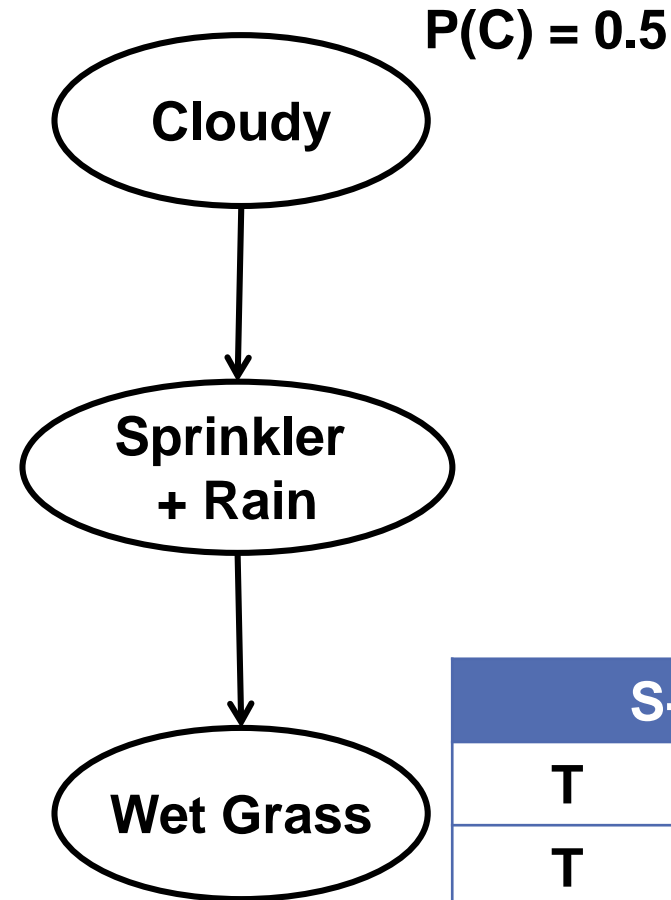 P(C) = 0.5
Cloudy
Sprinkler
+ Rain
Wet Grass
S-
T
T